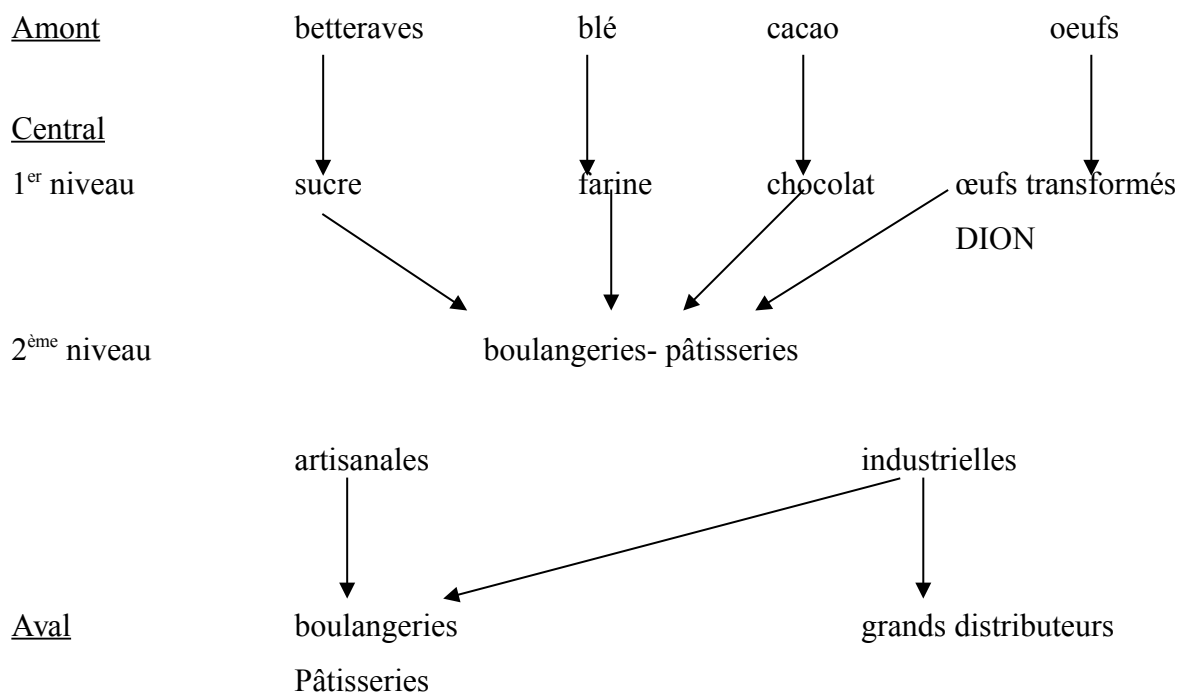 Amont betteraves blé cacao oeufs
Central
1er niveau sucre farine chocolat œufs transformés
DION
2ème niveau boulangeries- pâtisseries
artisanales industrielles
Aval boulangeries grands distributeurs
Pâtisseries